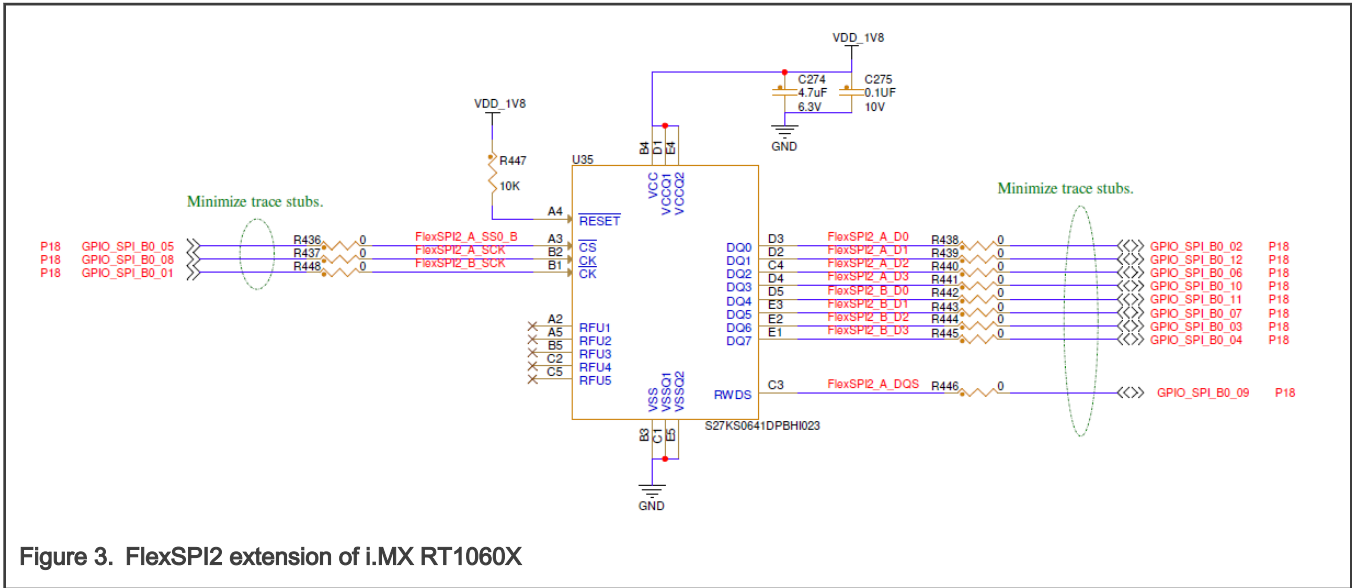 VDD_1V8
C274
4.7uF
6.3V
C275
0.1UF
10V
GND
VDD_1V8
R447
10K
U35
B4
D1
E4
VCC
VCCQ1
VCCQ2
Minimize trace stubs.
Minimize trace stubs.
A4 RESET
P18 GPIO_SPI_B0_05 R436 0 FlexSPI2_A_SS0_B A3 CS
P18 GPIO_SPI_B0_08 R437 0 FlexSPI2_A_SCK B2 CK
P18 GPIO_SPI_B0_01 R448 0 FlexSPI2_B_SCK B1 CK
DQ0 D3 FlexSPI2_A_D0 R438 0 GPIO_SPI_B0_02 P18
DQ1 D2 FlexSPI2_A_D1 R439 0 GPIO_SPI_B0_12 P18
DQ2 C4 FlexSPI2_A_D2 R440 0 GPIO_SPI_B0_06 P18
DQ3 D4 FlexSPI2_A_D3 R441 0 GPIO_SPI_B0_10 P18
DQ4 D5 FlexSPI2_B_D0 R442 0 GPIO_SPI_B0_11 P18
DQ5 E3 FlexSPI2_B_D1 R443 0 GPIO_SPI_B0_07 P18
DQ6 E2 FlexSPI2_B_D2 R444 0 GPIO_SPI_B0_03 P18
DQ7 E1 FlexSPI2_B_D3 R445 0 GPIO_SPI_B0_04 P18
A2 RFU1
A5 RFU2
B5 RFU3
C2 RFU4
C5 RFU5
RWDS C3 FlexSPI2_A_DQS R446 0 GPIO_SPI_B0_09 P18
VSS
VSSQ1
VSSQ2
B3
C1
E5
S27KS0641DPBHI023
GND
Figure 3. FlexSPI2 extension of i.MX RT1060X